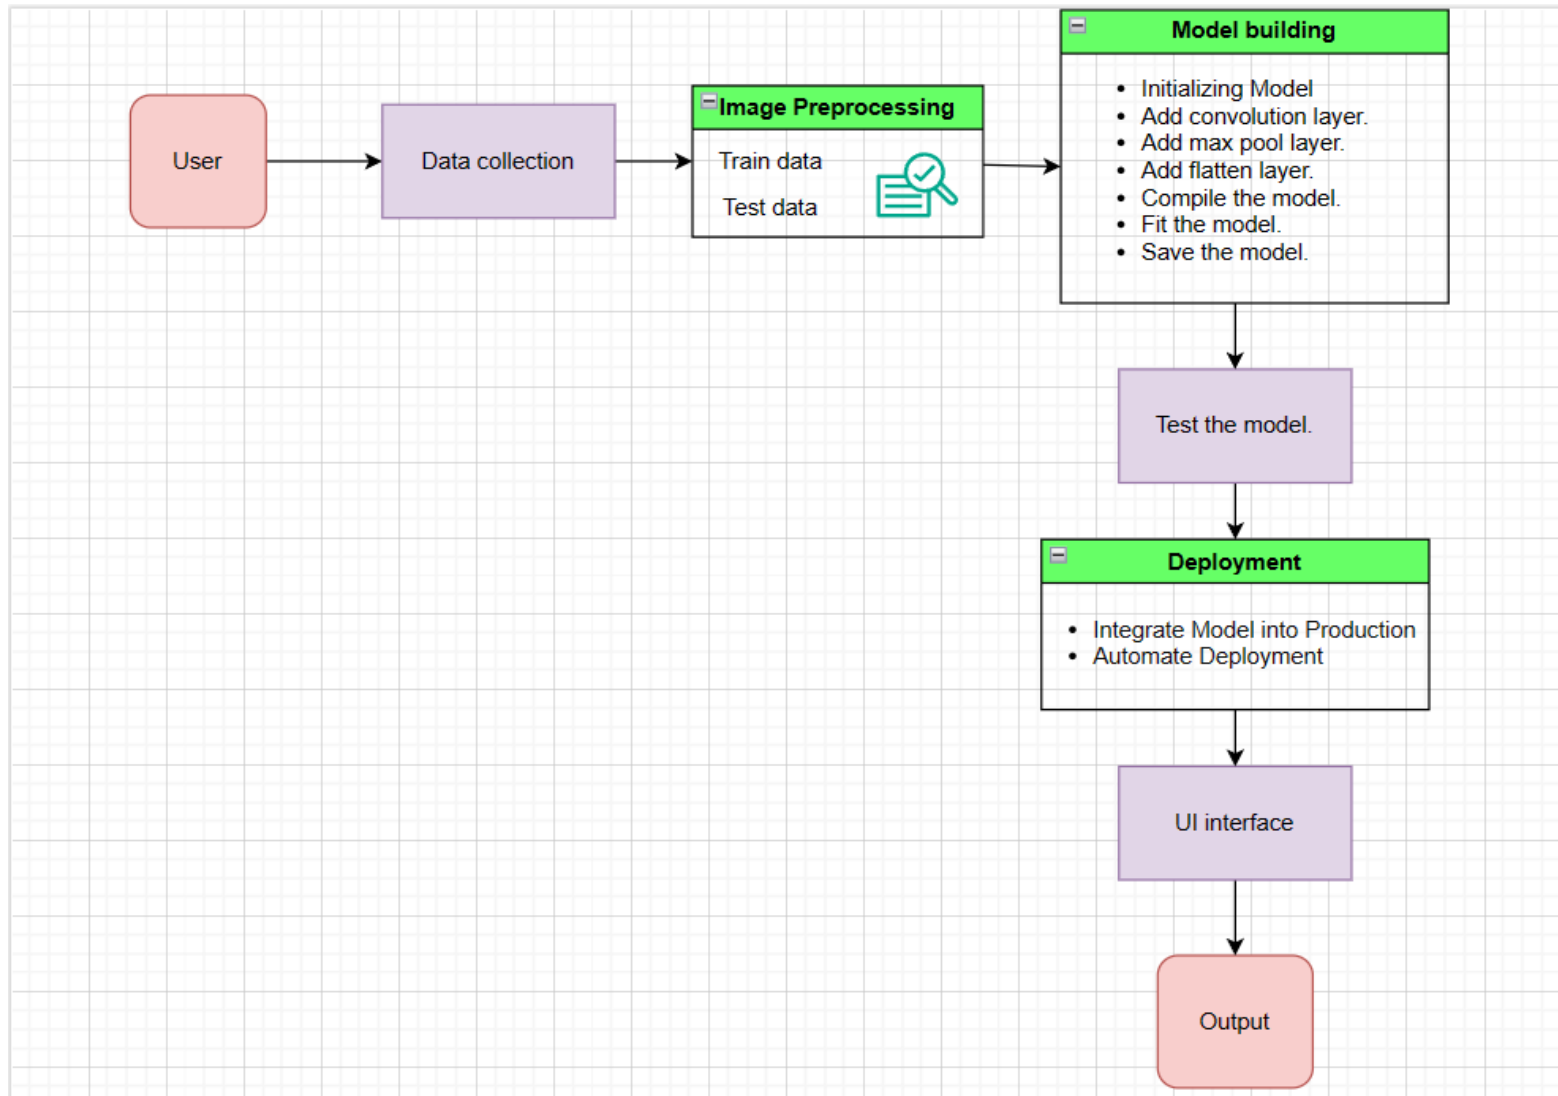 User
Data collection
Image Preprocessing
Train data
Test data
Model building
• Initializing Model
• Add convolution layer.
• Add max pool layer.
• Add flatten layer.
• Compile the model.
• Fit the model.
• Save the model.
Test the model.
Deployment
• Integrate Model into Production
• Automate Deployment
UI interface
Output